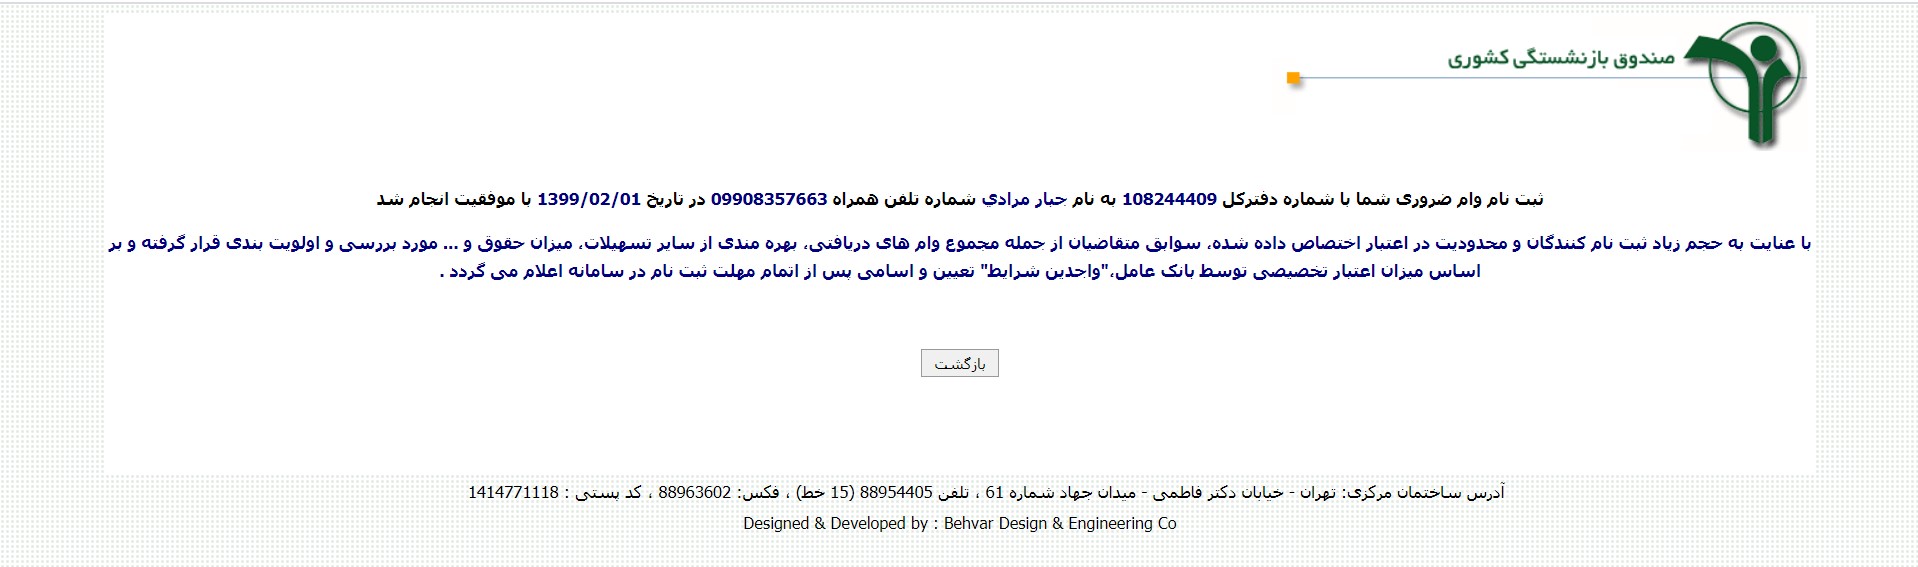 صندوق بازنشستگی کشوری
ثبت نام وام ضروری شما با شماره دفترکل 108244409 به نام جبار مرادي شماره تلفن همراه 09908357663 در تاریخ 1399/02/01 با موفقیت انجام شد
با عنایت به حجم زیاد ثبت نام کنندگان و محدودیت در اعتبار اختصاص داده شده، سوابق متقاضیان از جمله مجموع وام های دریافتی، بهره مندی از سایر تسهیلات، میزان حقوق و ... مورد بررسی و اولویت بندی قرار گرفته و بر
اساس میزان اعتبار تخصیصی توسط بانک عامل،"واجدین شرایط" تعیین و اسامی پس از اتمام مهلت ثبت نام در سامانه اعلام می گردد .
بازگشت
آدرس ساختمان مرکزی: تهران - خیابان دکتر فاطمی - میدان جهاد شماره 61 ، تلفن 88954405 (15 خط) ، فکس: 88963602 ، کد پستی : 1414771118
Designed & Developed by : Behvar Design & Engineering Co